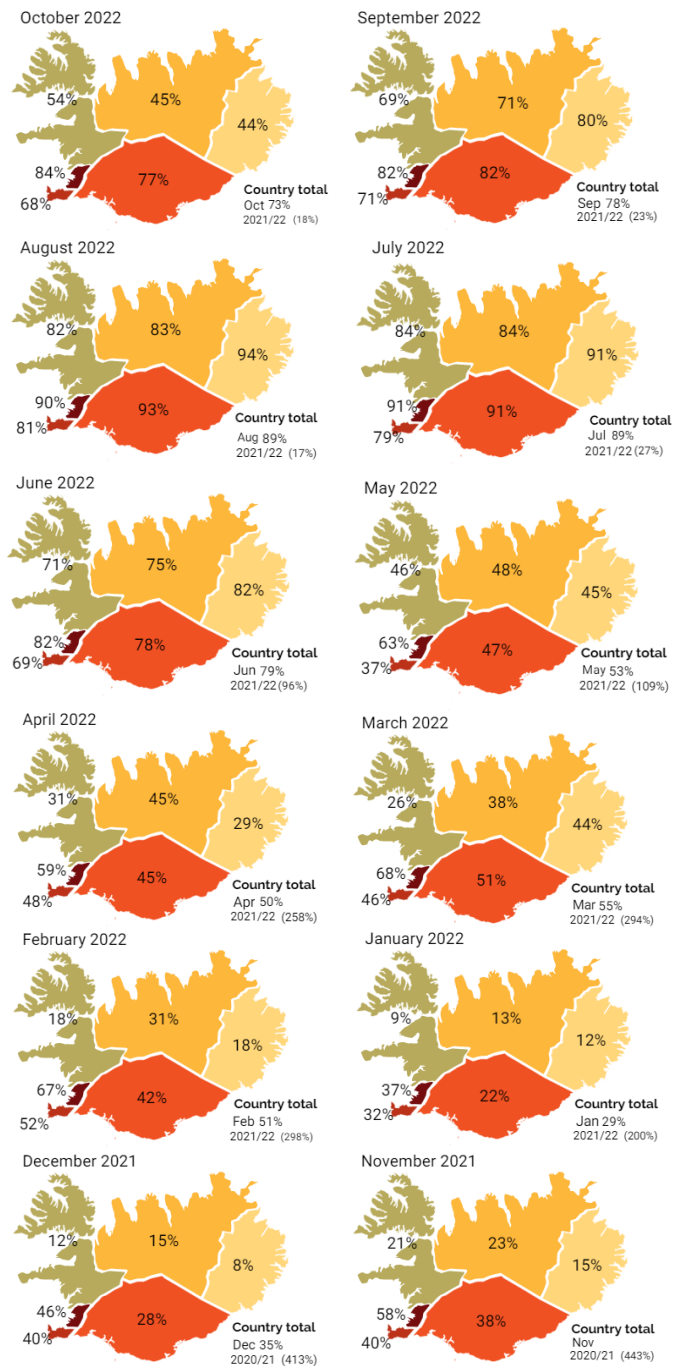 October 2022
54%
45%
44%
84%
77%
68%
Country total
Oct 73%
2021/22 (18%)
September 2022
69%
71%
80%
82%
82%
71%
Country total
Sep 78%
2021/22 (23%)
August 2022
82%
83%
94%
90%
93%
81%
Country total
Aug 89%
2021/22 (17%)
July 2022
84%
84%
91%
91%
91%
79%
Country total
Jul 89%
2021/22 (27%)
June 2022
71%
75%
82%
82%
78%
69%
Country total
Jun 79%
2021/22 (96%)
May 2022
46%
48%
45%
63%
47%
37%
Country total
May 53%
2021/22 (109%)
April 2022
31%
45%
29%
59%
45%
48%
Country total
Apr 50%
2021/22 (258%)
March 2022
26%
38%
44%
68%
51%
46%
Country total
Mar 55%
2021/22 (294%)
February 2022
18%
31%
18%
67%
42%
52%
Country total
Feb 51%
2021/22 (298%)
January 2022
9%
13%
12%
37%
22%
32%
Country total
Jan 29%
2021/22 (200%)
December 2021
12%
15%
8%
46%
28%
40%
Country total
Dec 35%
2020/21 (413%)
November 2021
21%
23%
15%
58%
38%
40%
Country total
Nov
2020/21 (443%)